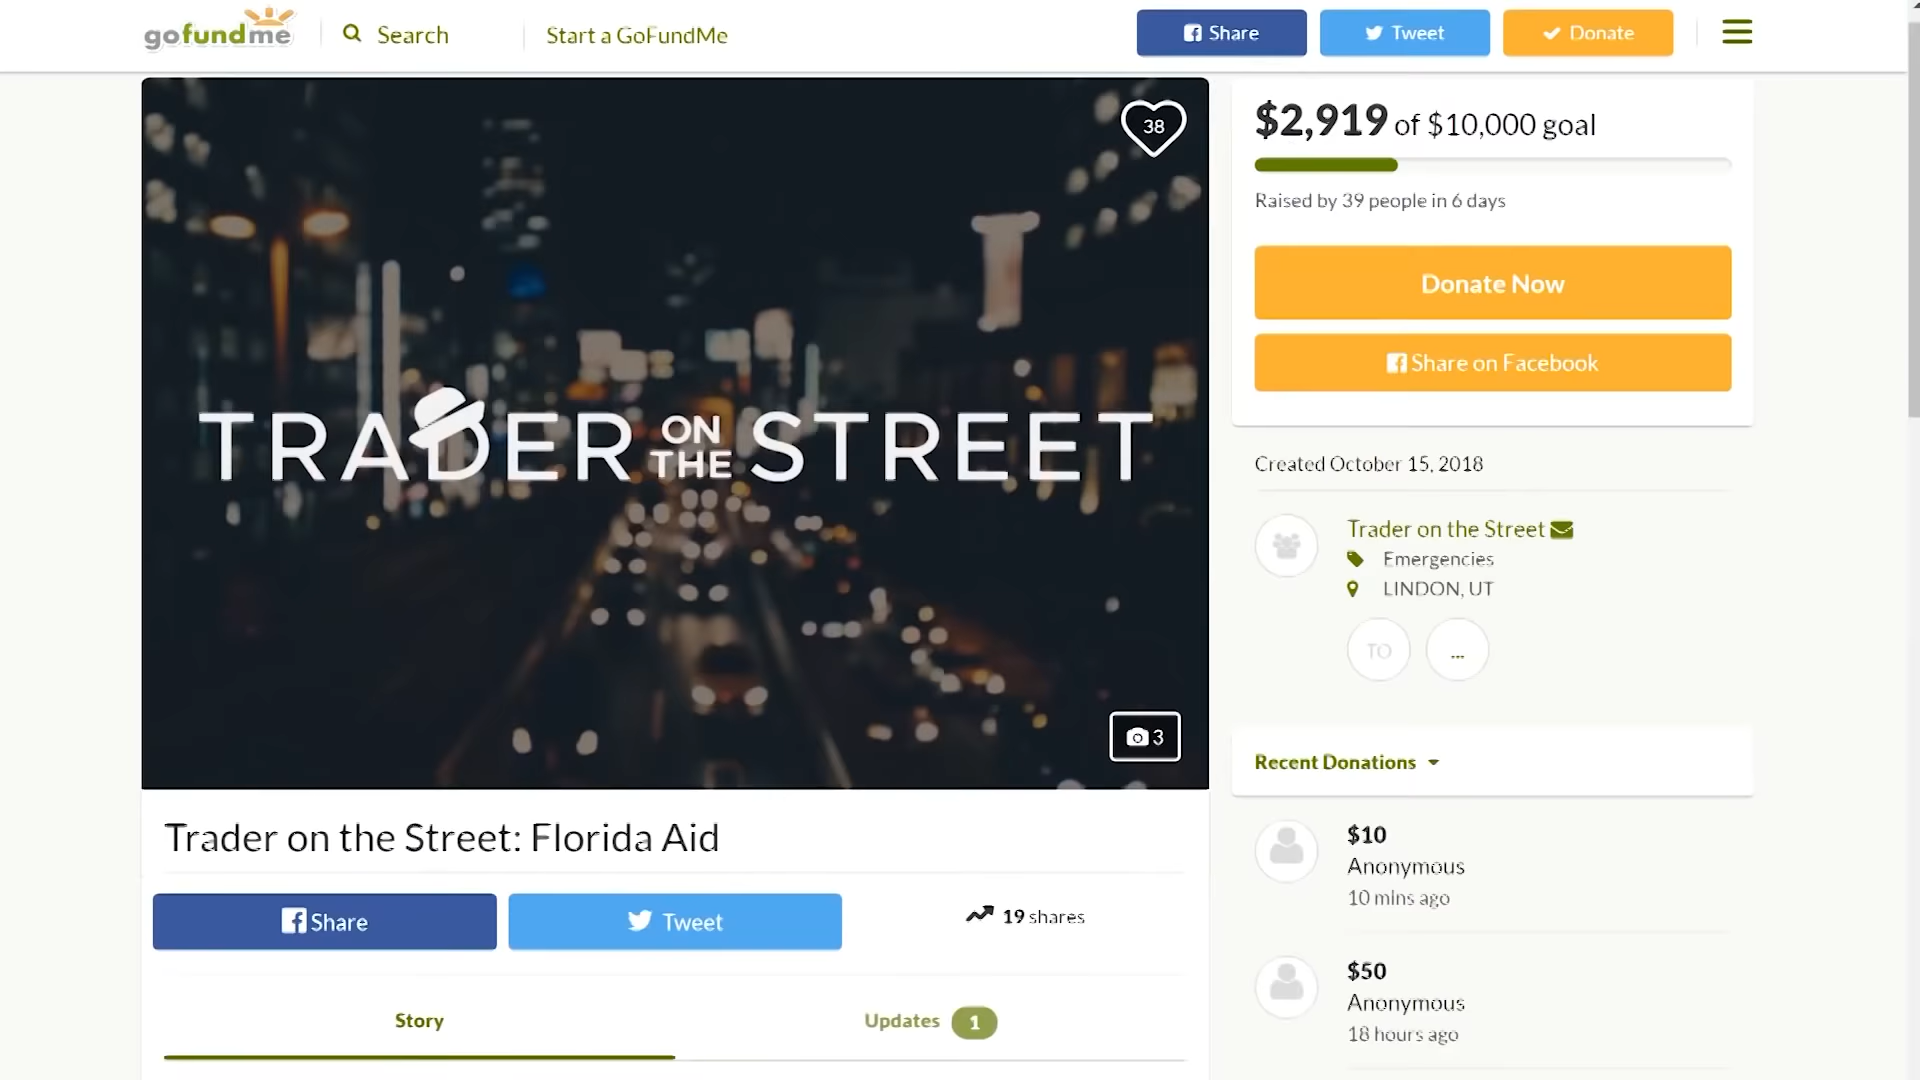 gofundme
Search
Start a GoFundMe
Share
Tweet
Donate
38
TRADER ON THE STREET
3
$2,919 of $10,000 goal
Raised by 39 people in 6 days
Donate Now
Share on Facebook
Created October 15, 2018
Trader on the Street
Emergencies
LINDON, UT
TO
...
Recent Donations
$10
Anonymous
10 mins ago
$50
Anonymous
18 hours ago
Trader on the Street: Florida Aid
Share
Tweet
19 shares
Story
Updates 1